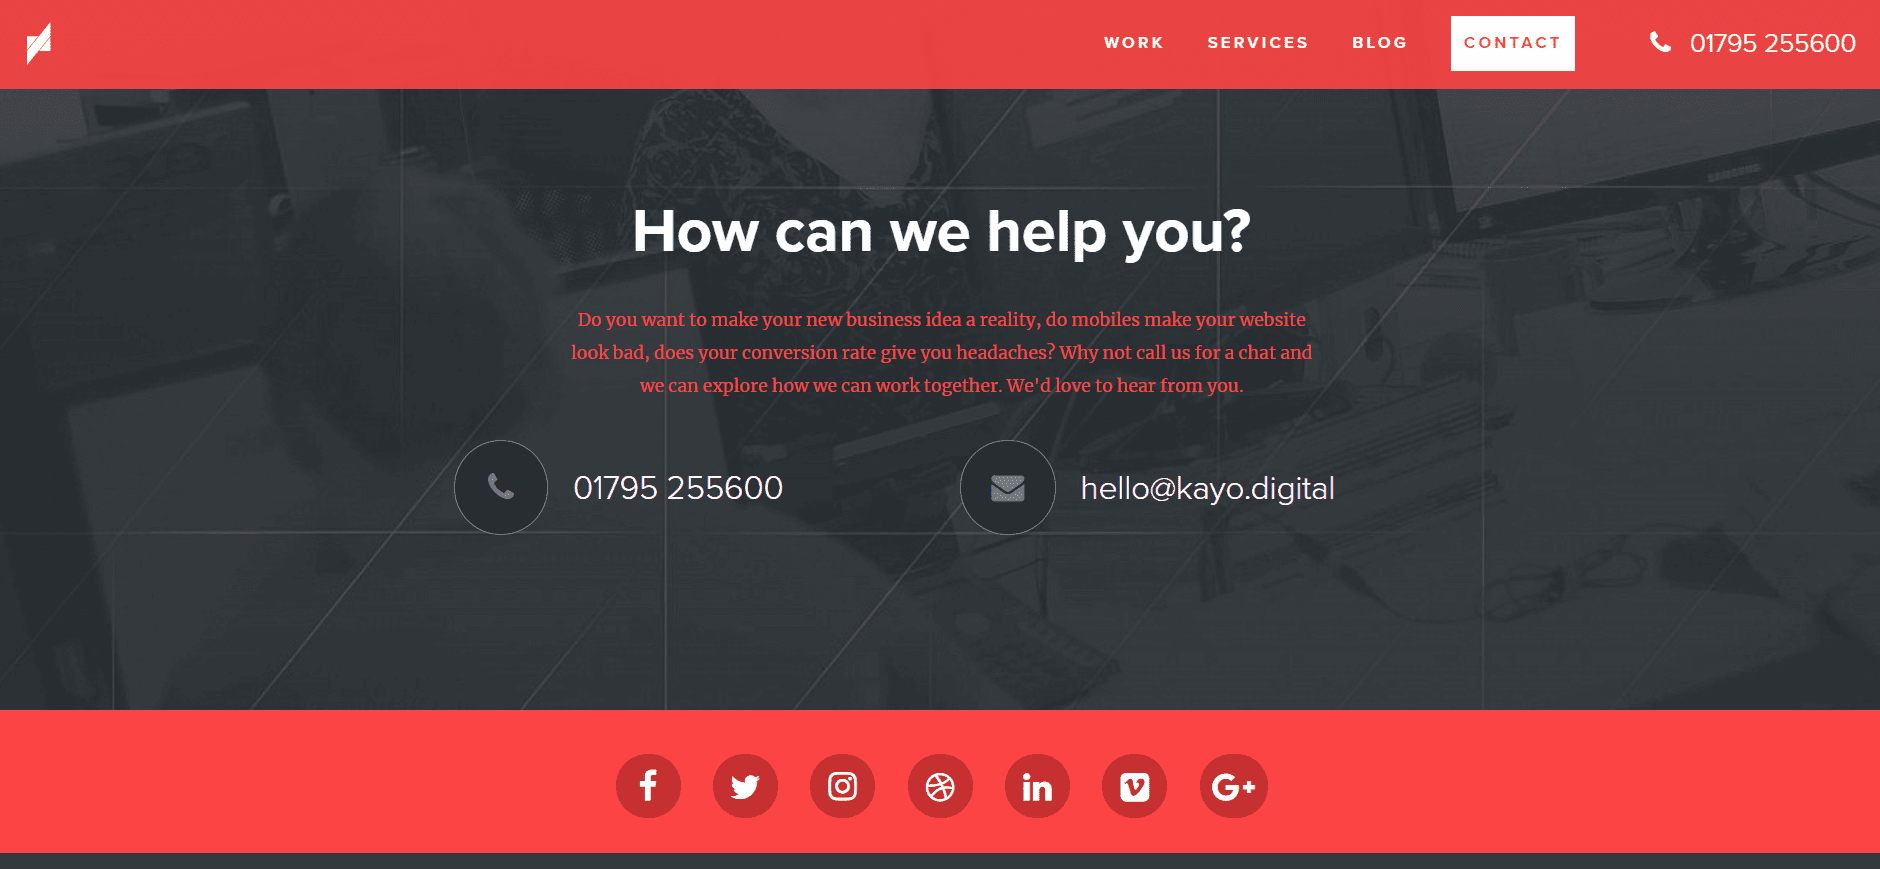 WORK SERVICES BLOG CONTACT 01795 255600
SAMSUNG
How can we help you?
Do you want to make your new business idea a reality, do mobiles make your website
look bad, does your conversion rate give you headaches? Why not call us for a chat and
we can explore how we can work together. We'd love to hear from you.
01795 255600 hello@kayo.digital